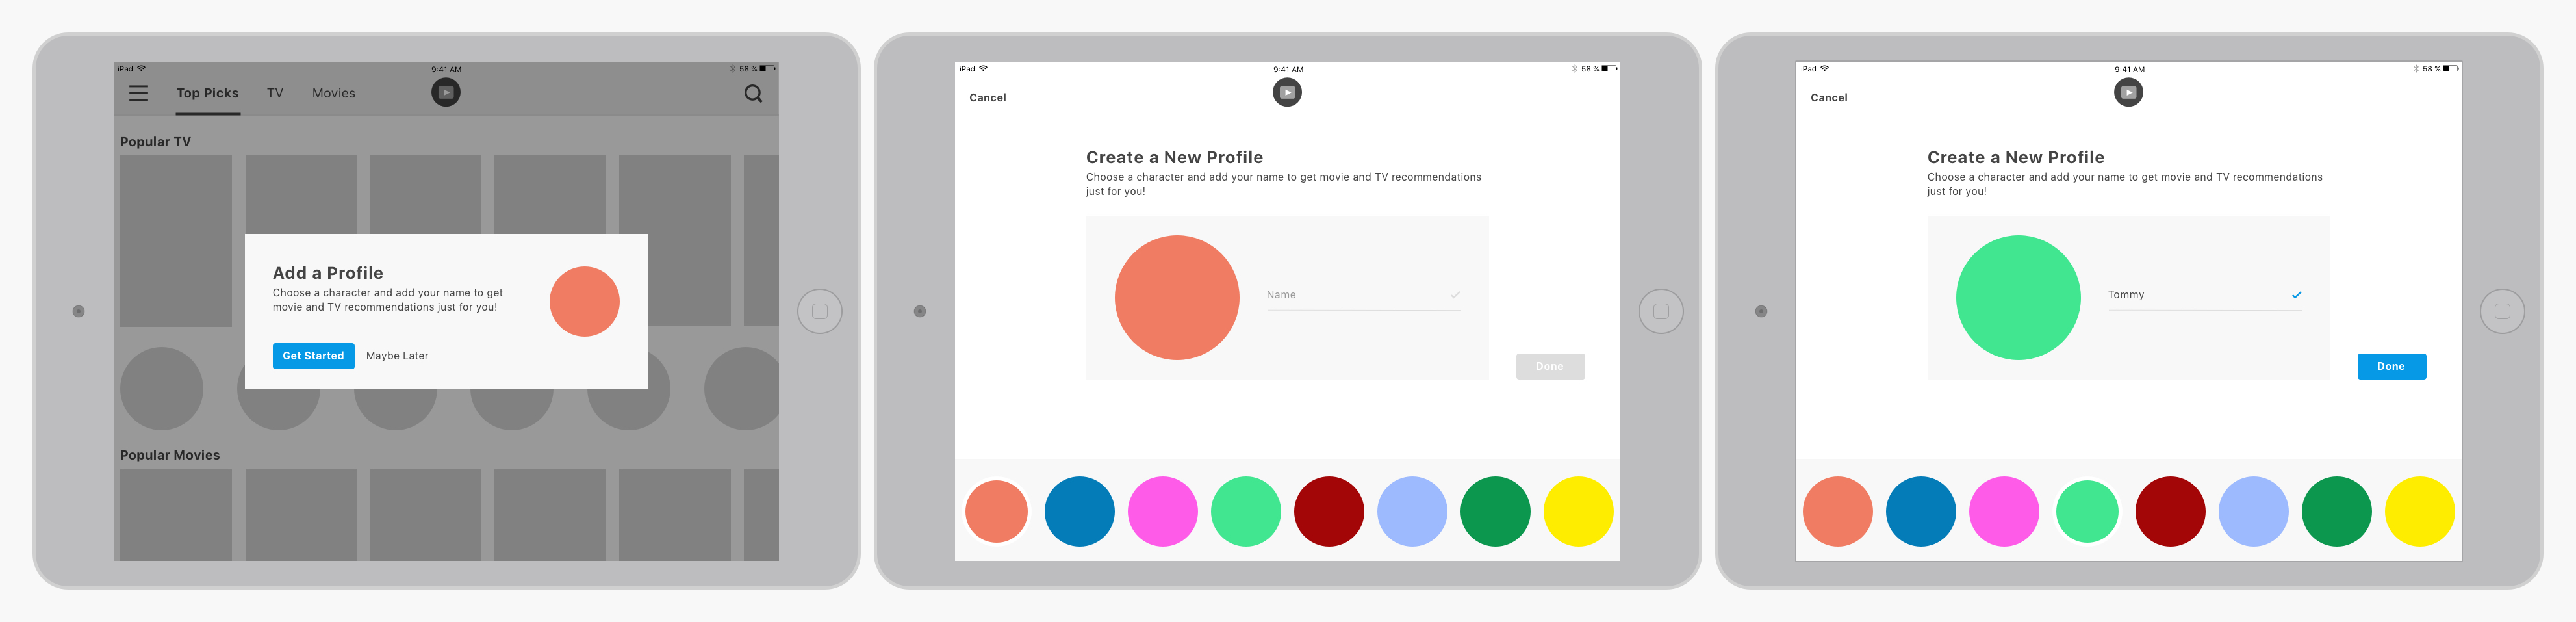 iPad 9:41 AM 58 %
Top Picks TV Movies
Popular TV
Add a Profile
Choose a character and add your name to get
movie and TV recommendations just for you!
Get Started Maybe Later
Popular Movies
iPad 9:41 AM 58 %
Cancel
Create a New Profile
Choose a character and add your name to get movie and TV recommendations
just for you!
Name
Done
iPad 9:41 AM 58 %
Cancel
Create a New Profile
Choose a character and add your name to get movie and TV recommendations
just for you!
Tommy
Done